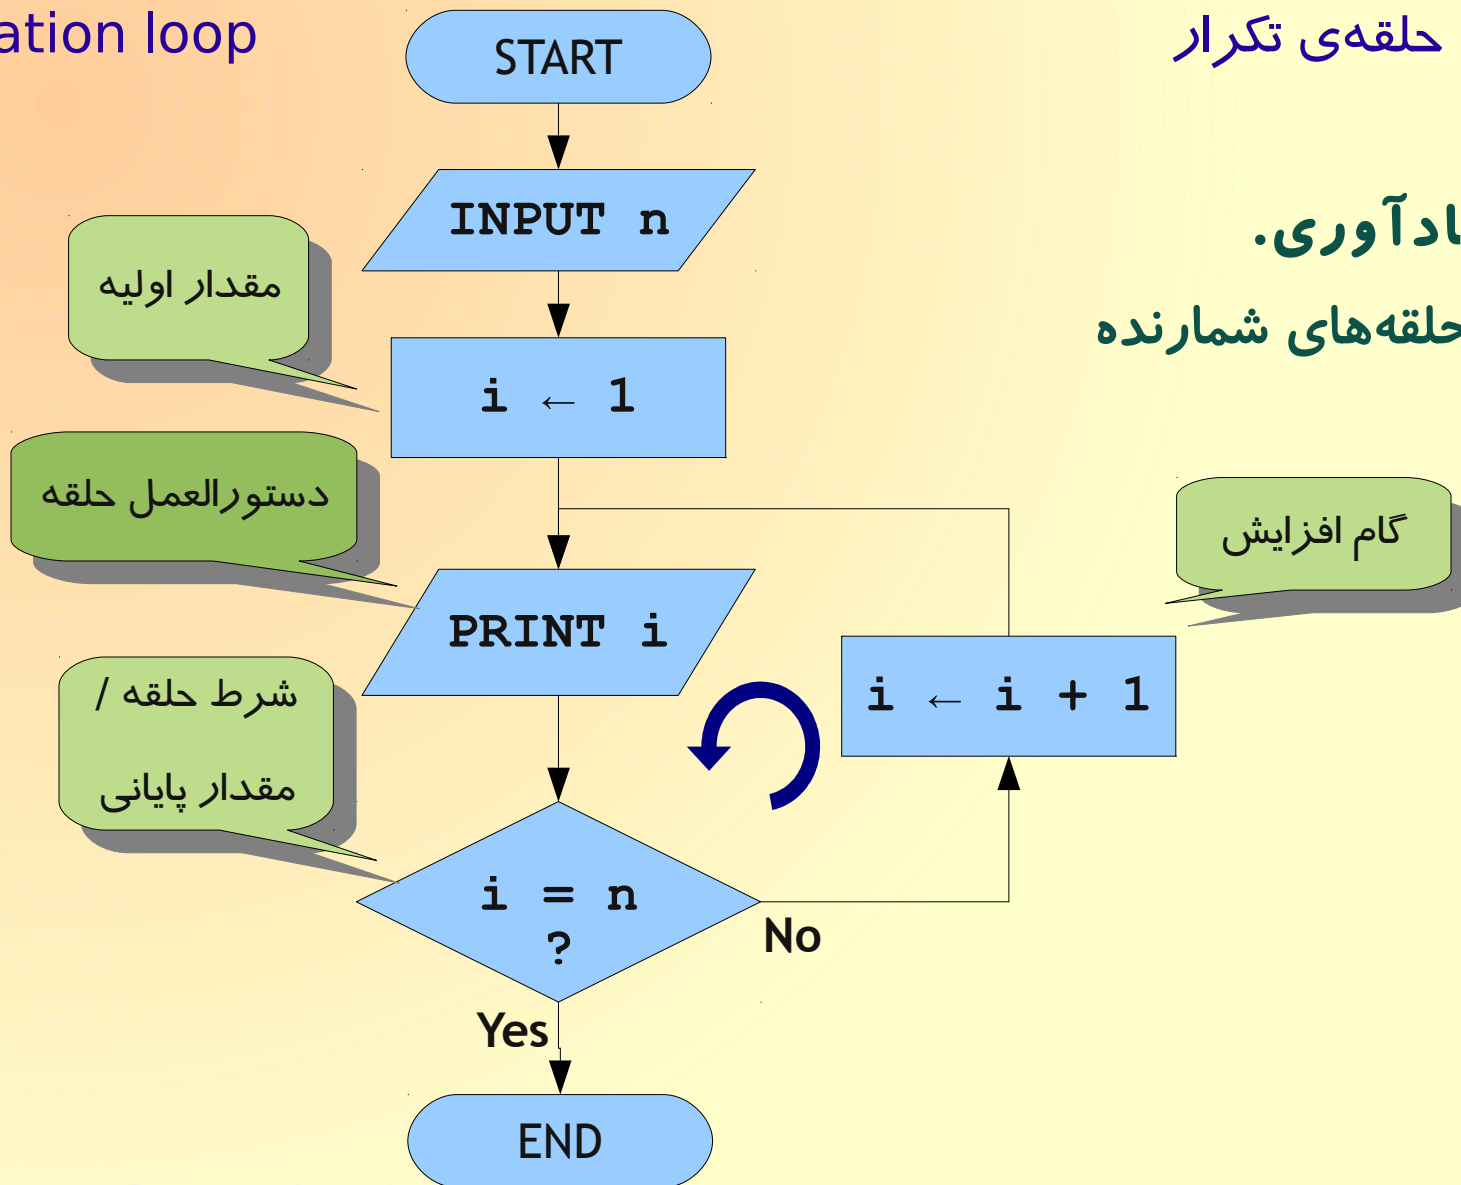 ation loop
حلقه‌ی تکرار
START
INPUT n
ادآوری.
حلقه‌های شمارنده
مقدار اولیه
i ← 1
دستورالعمل حلقه
گام افزایش
PRINT i
i ← i + 1
شرط حلقه /
مقدار پایانی
i = n
?
No
Yes
END